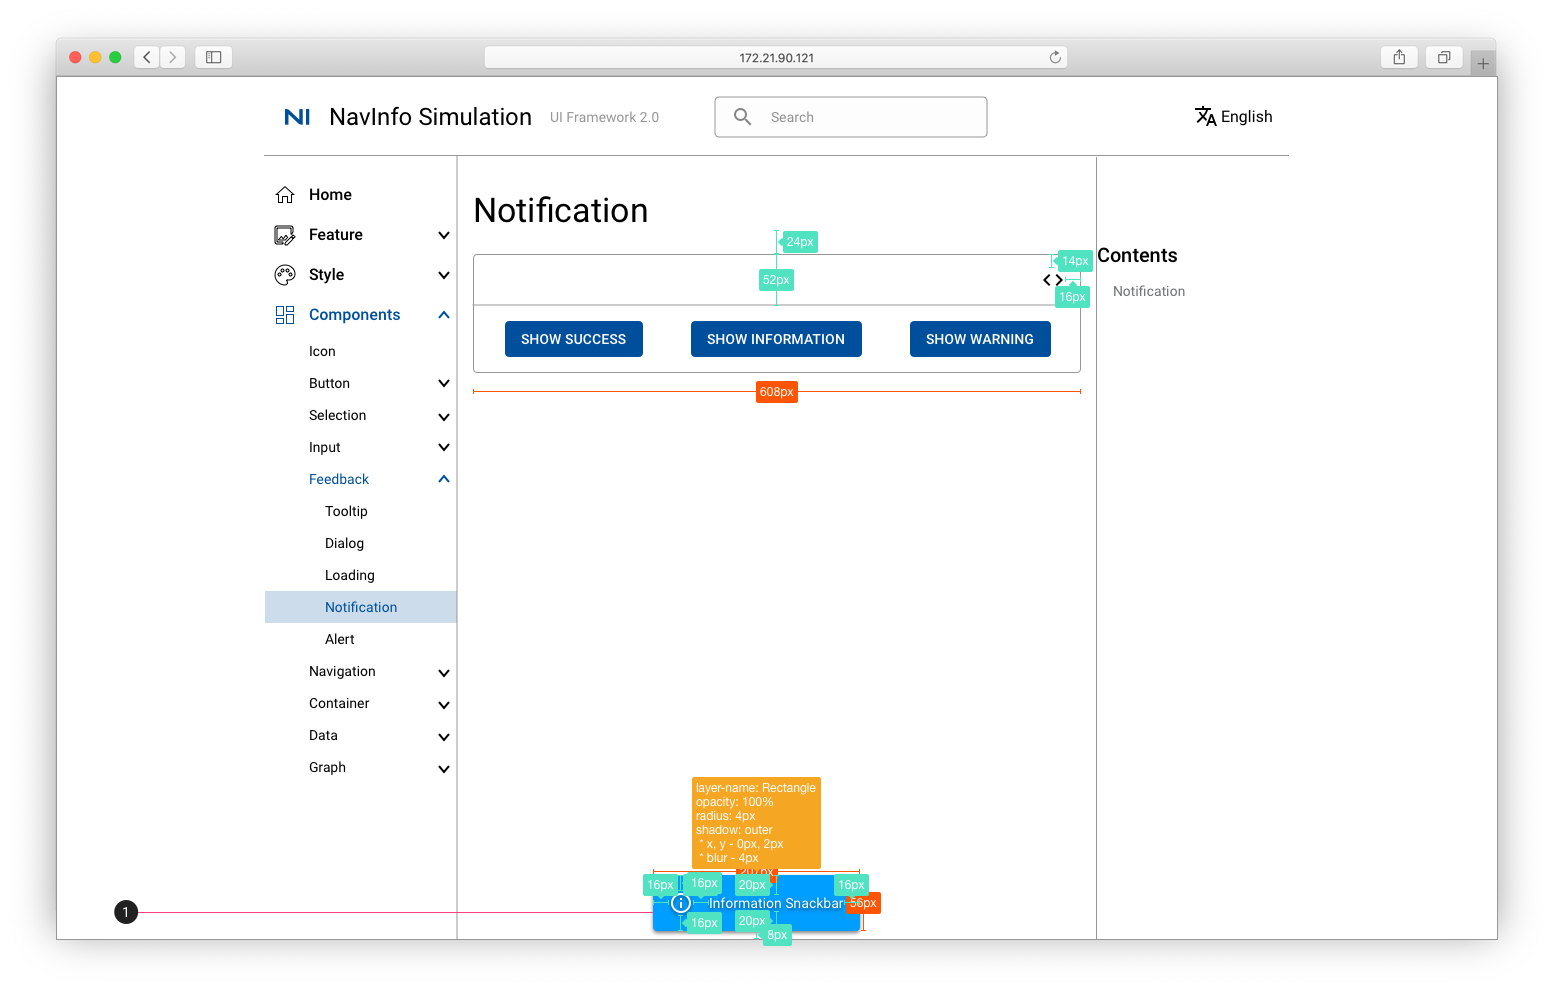 172.21.90.121
NI NavInfo Simulation UI Framework 2.0
Search
English
Home
Feature
Style
Components
Icon
Button
Selection
Input
Feedback
Tooltip
Dialog
Loading
Notification
Alert
Navigation
Container
Data
Graph
Notification
24px
14px
52px
16px
SHOW SUCCESS SHOW INFORMATION SHOW WARNING
608px
Contents
Notification
layer-name: Rectangle
opacity: 100%
radius: 4px
shadow: outer
* x, y - 0px, 2px
* blur - 4px
16px 16px 20px 16px
Information Snackbar 56px
16px 20px
8px
1